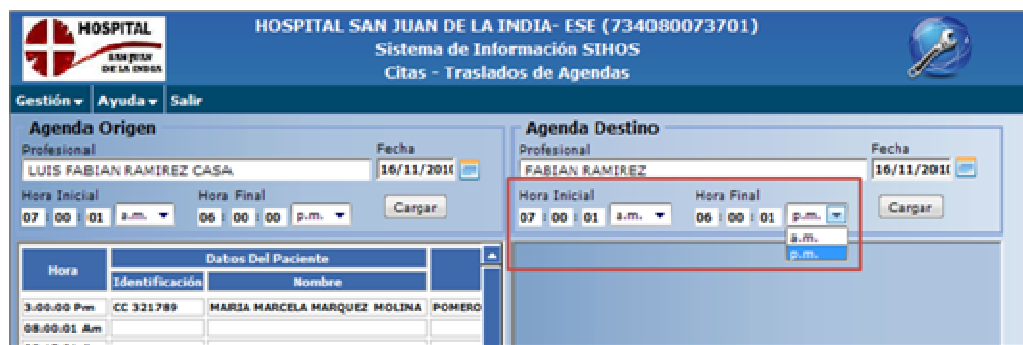 HOSPITAL
SAN JUAN
DE LA INDIA
HOSPITAL SAN JUAN DE LA INDIA- ESE (734080073701)
Sistema de Información SIHOS
Citas - Traslados de Agendas
Gestión Ayuda Salir
Agenda Origen
Profesional Fecha
LUIS FABIAN RAMIREZ CASA 16/11/2010
Hora Inicial Hora Final
07 : 00 : 01 a.m. 06 : 00 : 00 p.m. Cargar
Hora Datos Del Paciente
Identificación Nombre
3:00:00 Pm CC 321789 MARIA MARCELA MARQUEZ MOLINA POMERO
08:00:01 Am
Agenda Destino
Profesional Fecha
FABIAN RAMIREZ 16/11/2010
Hora Inicial Hora Final
07 : 00 : 01 a.m. 06 : 00 : 01 p.m. Cargar
a.m.
p.m.